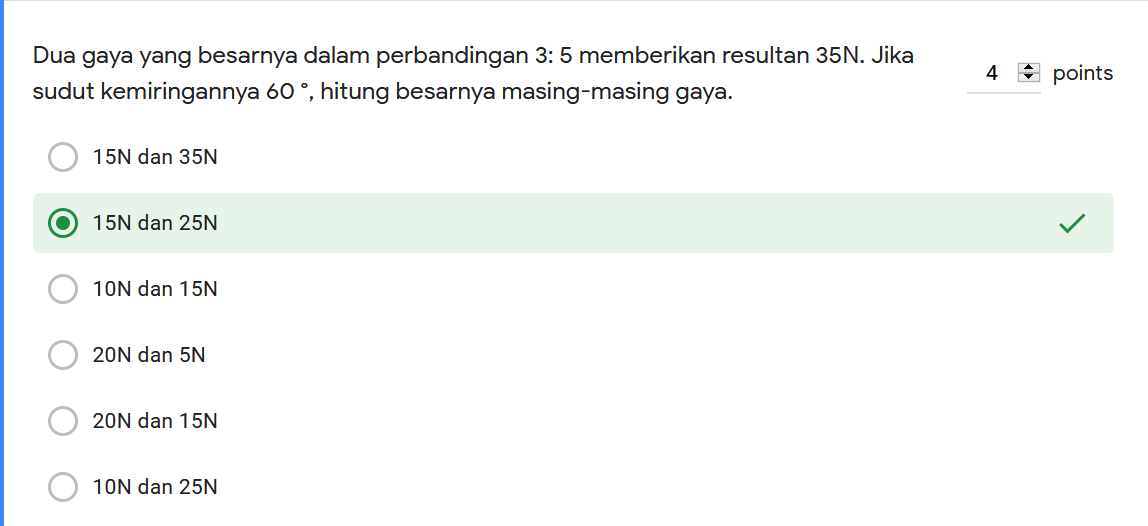 Dua gaya yang besarnya dalam perbandingan 3: 5 memberikan resultan 35N. Jika
sudut kemiringannya 60 °, hitung besarnya masing-masing gaya.
4 points
15N dan 35N
15N dan 25N
10N dan 15N
20N dan 5N
20N dan 15N
10N dan 25N